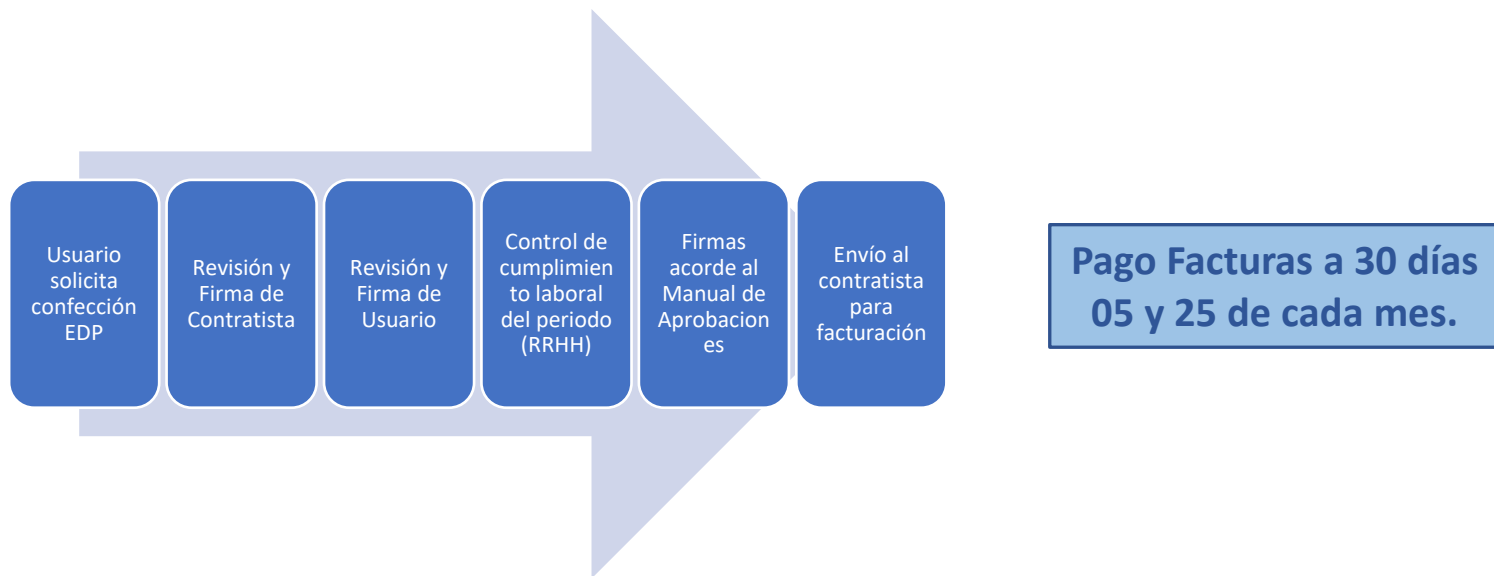 Usuario
solicita
confección
EDP
Revisión y
Firma de
Contratista
Revisión y
Firma de
Usuario
Control de
cumplimien
to laboral
del periodo
(RRHH)
Firmas
acorde al
Manual de
Aprobacion
es
Envío al
contratista
para
facturación
Pago Facturas a 30 días
05 y 25 de cada mes.